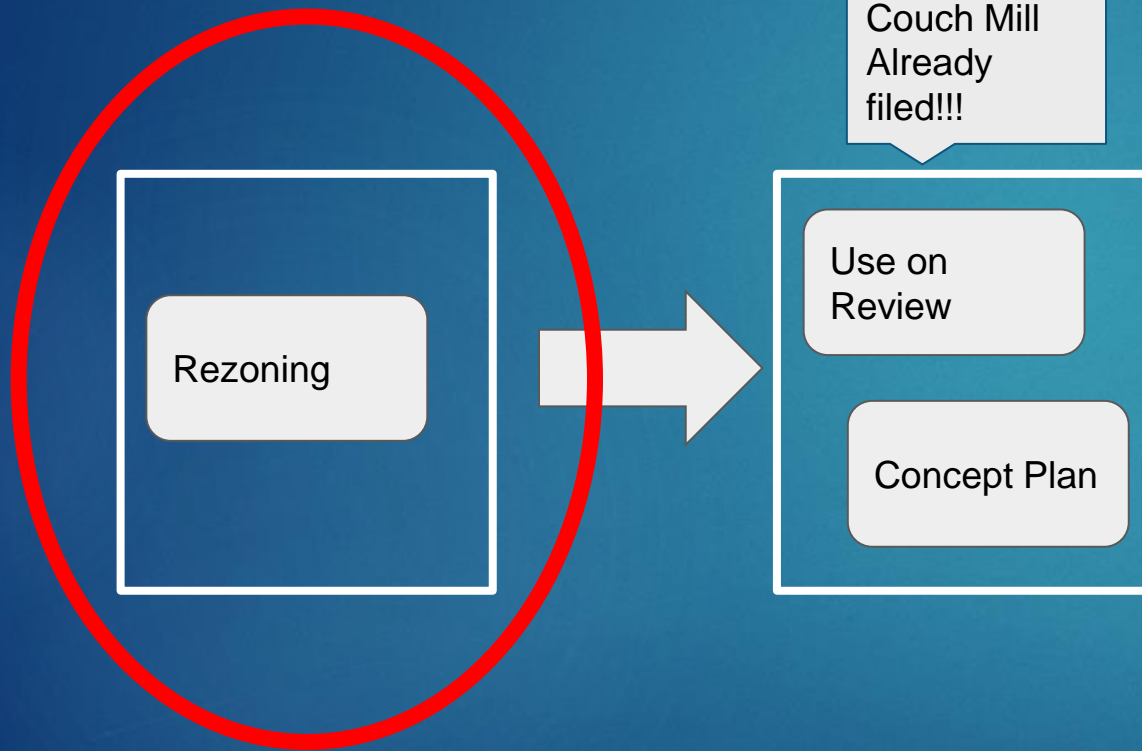 Couch Mill
Already
filed!!!
Rezoning
Use on
Review
Concept Plan